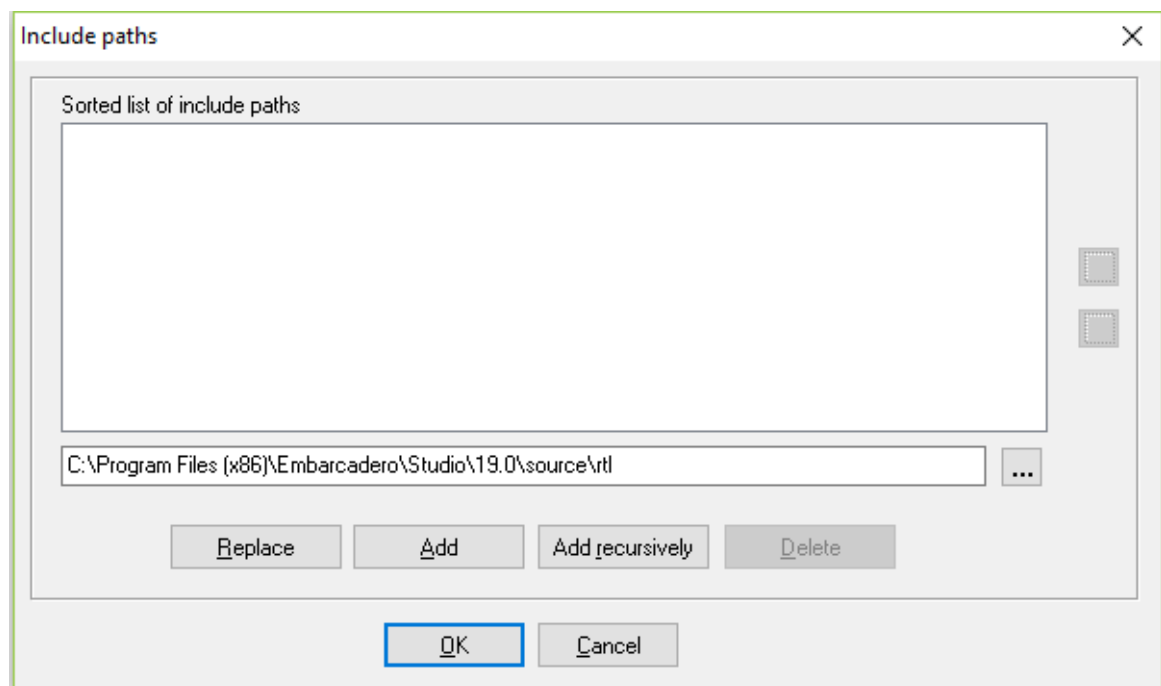 Include paths
Sorted list of include paths
C:\Program Files (x86)\Embarcadero\Studio\19.0\source\rtl
...
Replace Add Add recursively Delete
OK Cancel